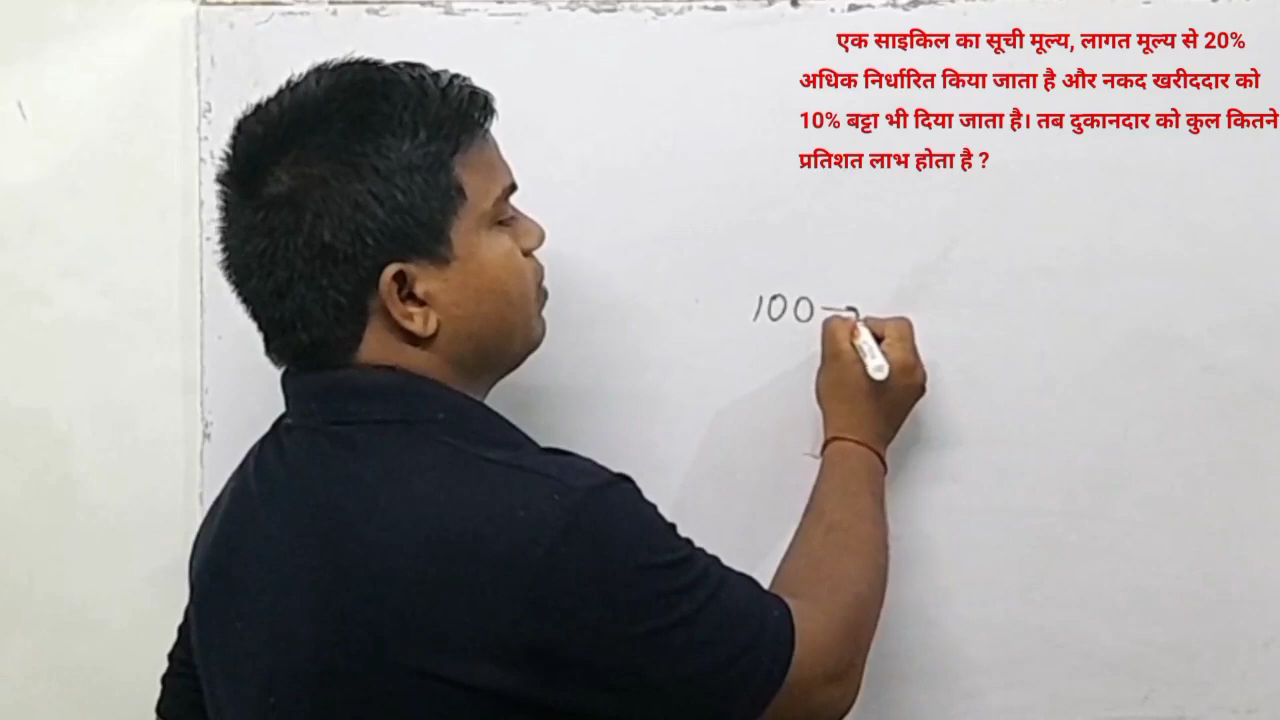 एक साइकिल का सूची मूल्य, लागत मूल्य से 20%
अधिक निर्धारित किया जाता है और नकद खरीददार को
10% बट्टा भी दिया जाता है। तब दुकानदार को कुल कितने
प्रतिशत लाभ होता है ?
100